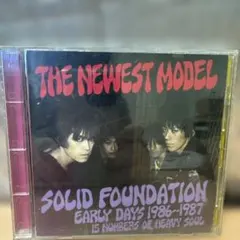 THE NEWEST MODEL
SOLID FOUNDATION
EARLY DAYS 1986-1987
15 NUMBERS OF HEAVY SOUL